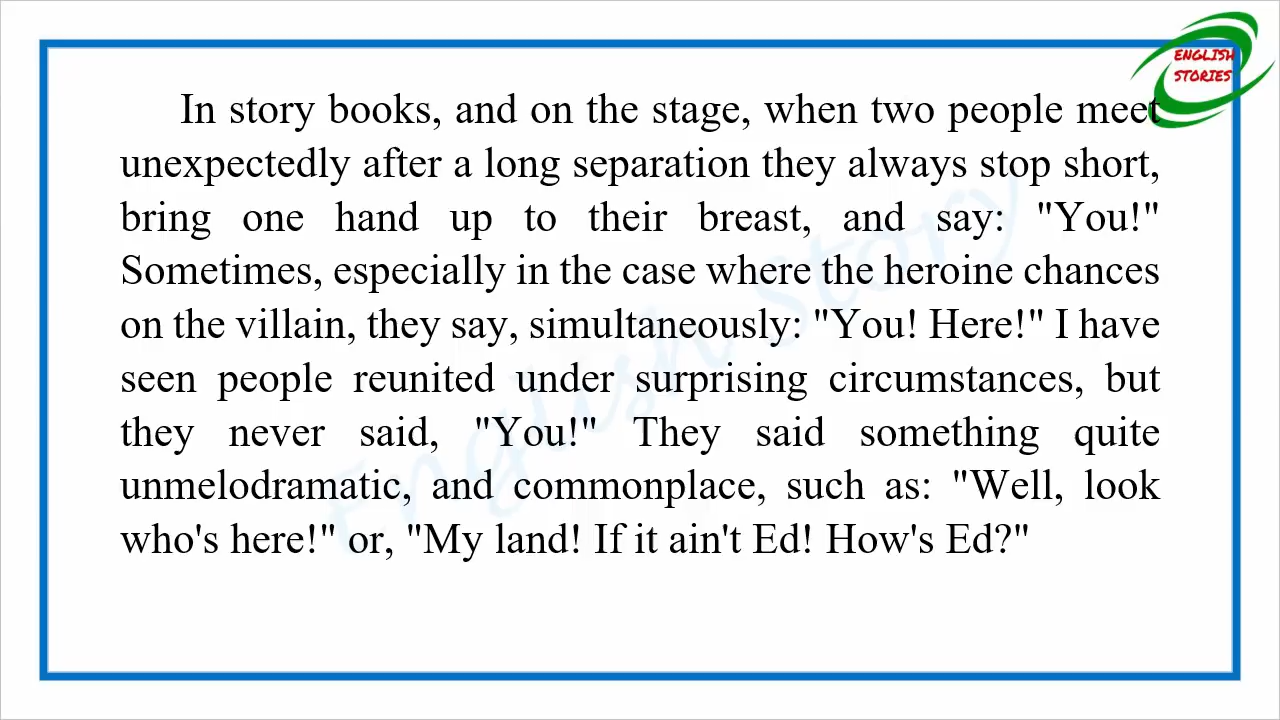 ENGLISH
STORIES
In story books, and on the stage, when two people meet
unexpectedly after a long separation they always stop short,
bring one hand up to their breast, and say: "You!"
Sometimes, especially in the case where the heroine chances
on the villain, they say, simultaneously: "You! Here!" I have
seen people reunited under surprising circumstances, but
they never said, "You!" They said something quite
unmelodramatic, and commonplace, such as: "Well, look
who's here!" or, "My land! If it ain't Ed! How's Ed?"
English Story